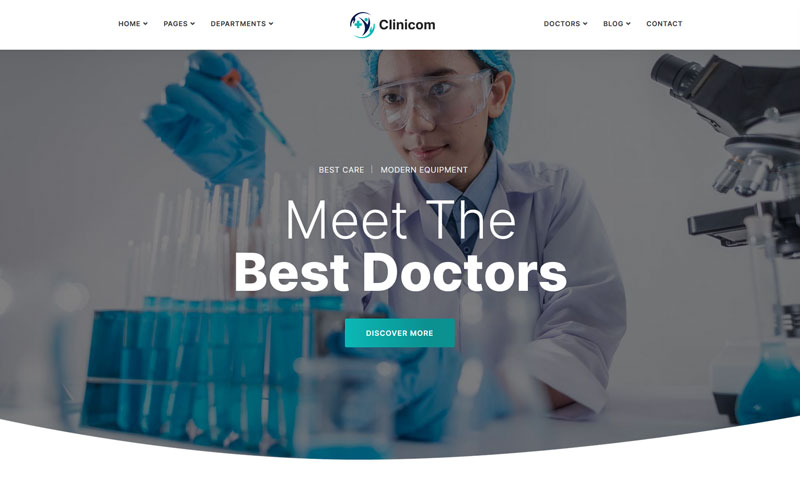 HOME PAGES DEPARTMENTS Clinicom DOCTORS BLOG CONTACT
BEST CARE | MODERN EQUIPMENT
Meet The
Best Doctors
DISCOVER MORE